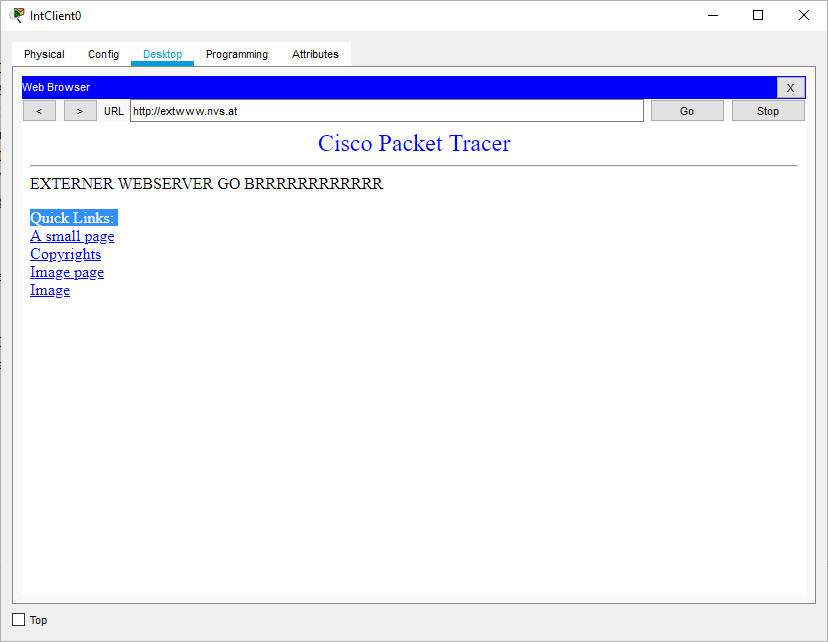 IntClient0
Physical Config Desktop Programming Attributes
Web Browser X
< > URL http://extwww.nvs.at Go Stop
Cisco Packet Tracer
EXTERNER WEBSERVER GO BRRRRRRRRRRRR
Quick Links:
A small page
Copyrights
Image page
Image
Top